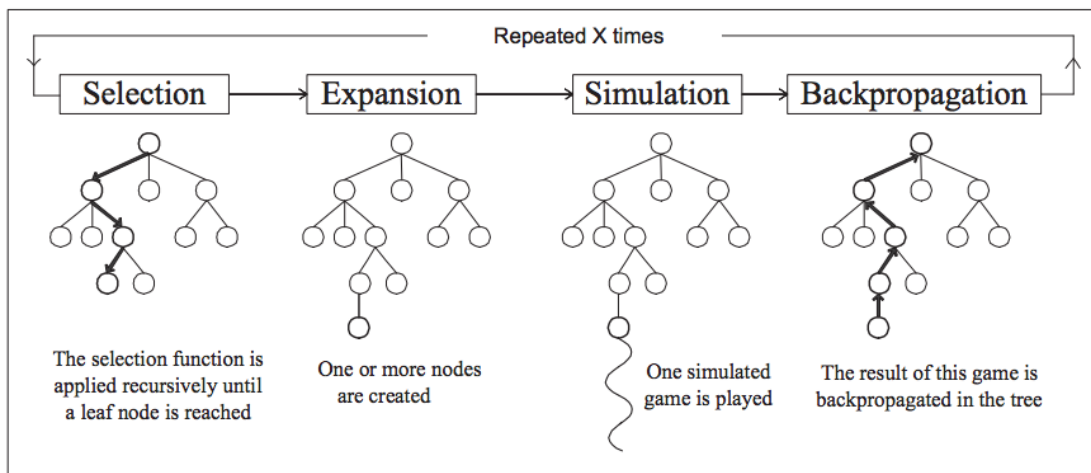 Repeated X times
Selection
Expansion
Simulation
Backpropagation
The selection function is
applied recursively until
a leaf node is reached
One or more nodes
are created
One simulated
game is played
The result of this game is
backpropagated in the tree